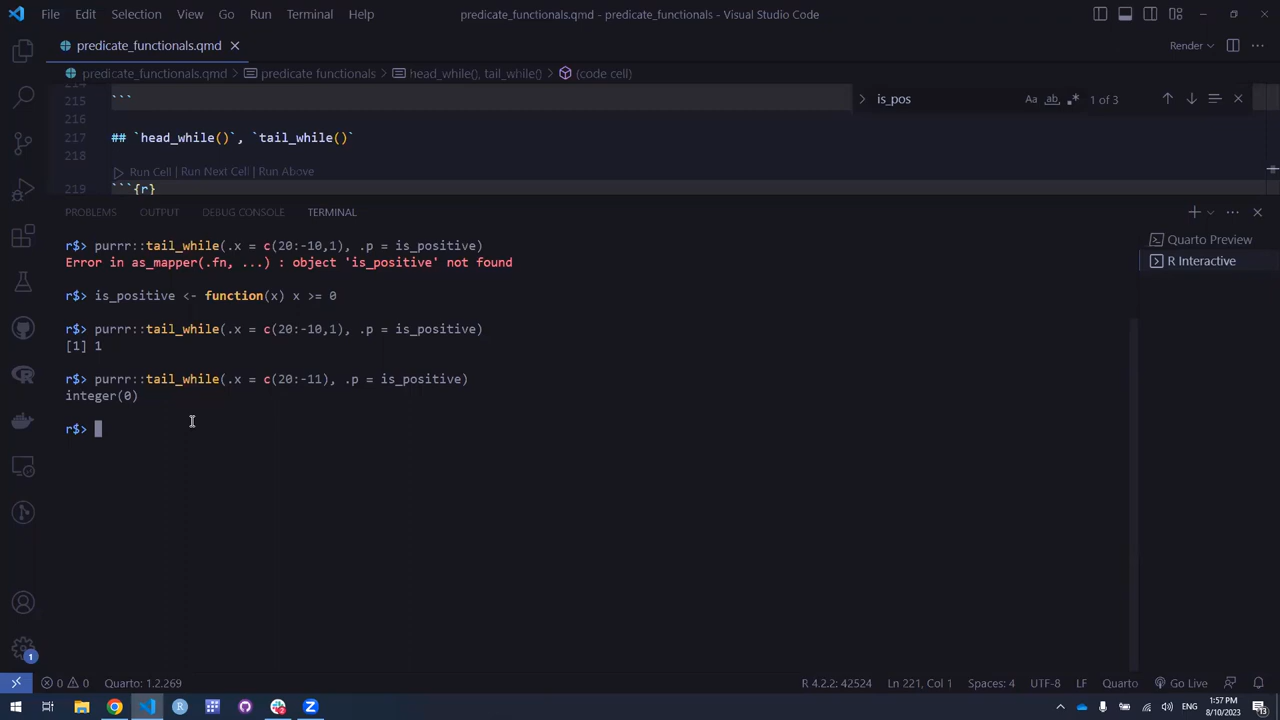 File Edit Selection View Go Run Terminal Help predicate_functionals.qmd - predicate_functionals - Visual Studio Code
predicate_functionals.qmd
Render
predicate_functionals.qmd > predicate functionals > head_while(), tail_while() > (code cell)
214
215 ```
is_pos Aa ab 1 of 3
216
217 ## `head_while()`, `tail_while()`
218
Run Cell | Run Next Cell | Run Above
219 ```{r}
PROBLEMS OUTPUT DEBUG CONSOLE TERMINAL
r$> purrr::tail_while(.x = c(20:-10,1), .p = is_positive)
Error in as_mapper(.fn, ...) : object 'is_positive' not found
r$> is_positive <- function(x) x >= 0
r$> purrr::tail_while(.x = c(20:-10,1), .p = is_positive)
[1] 1
r$> purrr::tail_while(.x = c(20:-11), .p = is_positive)
integer(0)
r$>
Quarto Preview
R Interactive
1
0 0 Quarto: 1.2.269 R 4.2.2: 42524 Ln 221, Col 1 Spaces: 4 UTF-8 LF Quarto Go Live
ENG 1:57 PM
8/10/2023
13